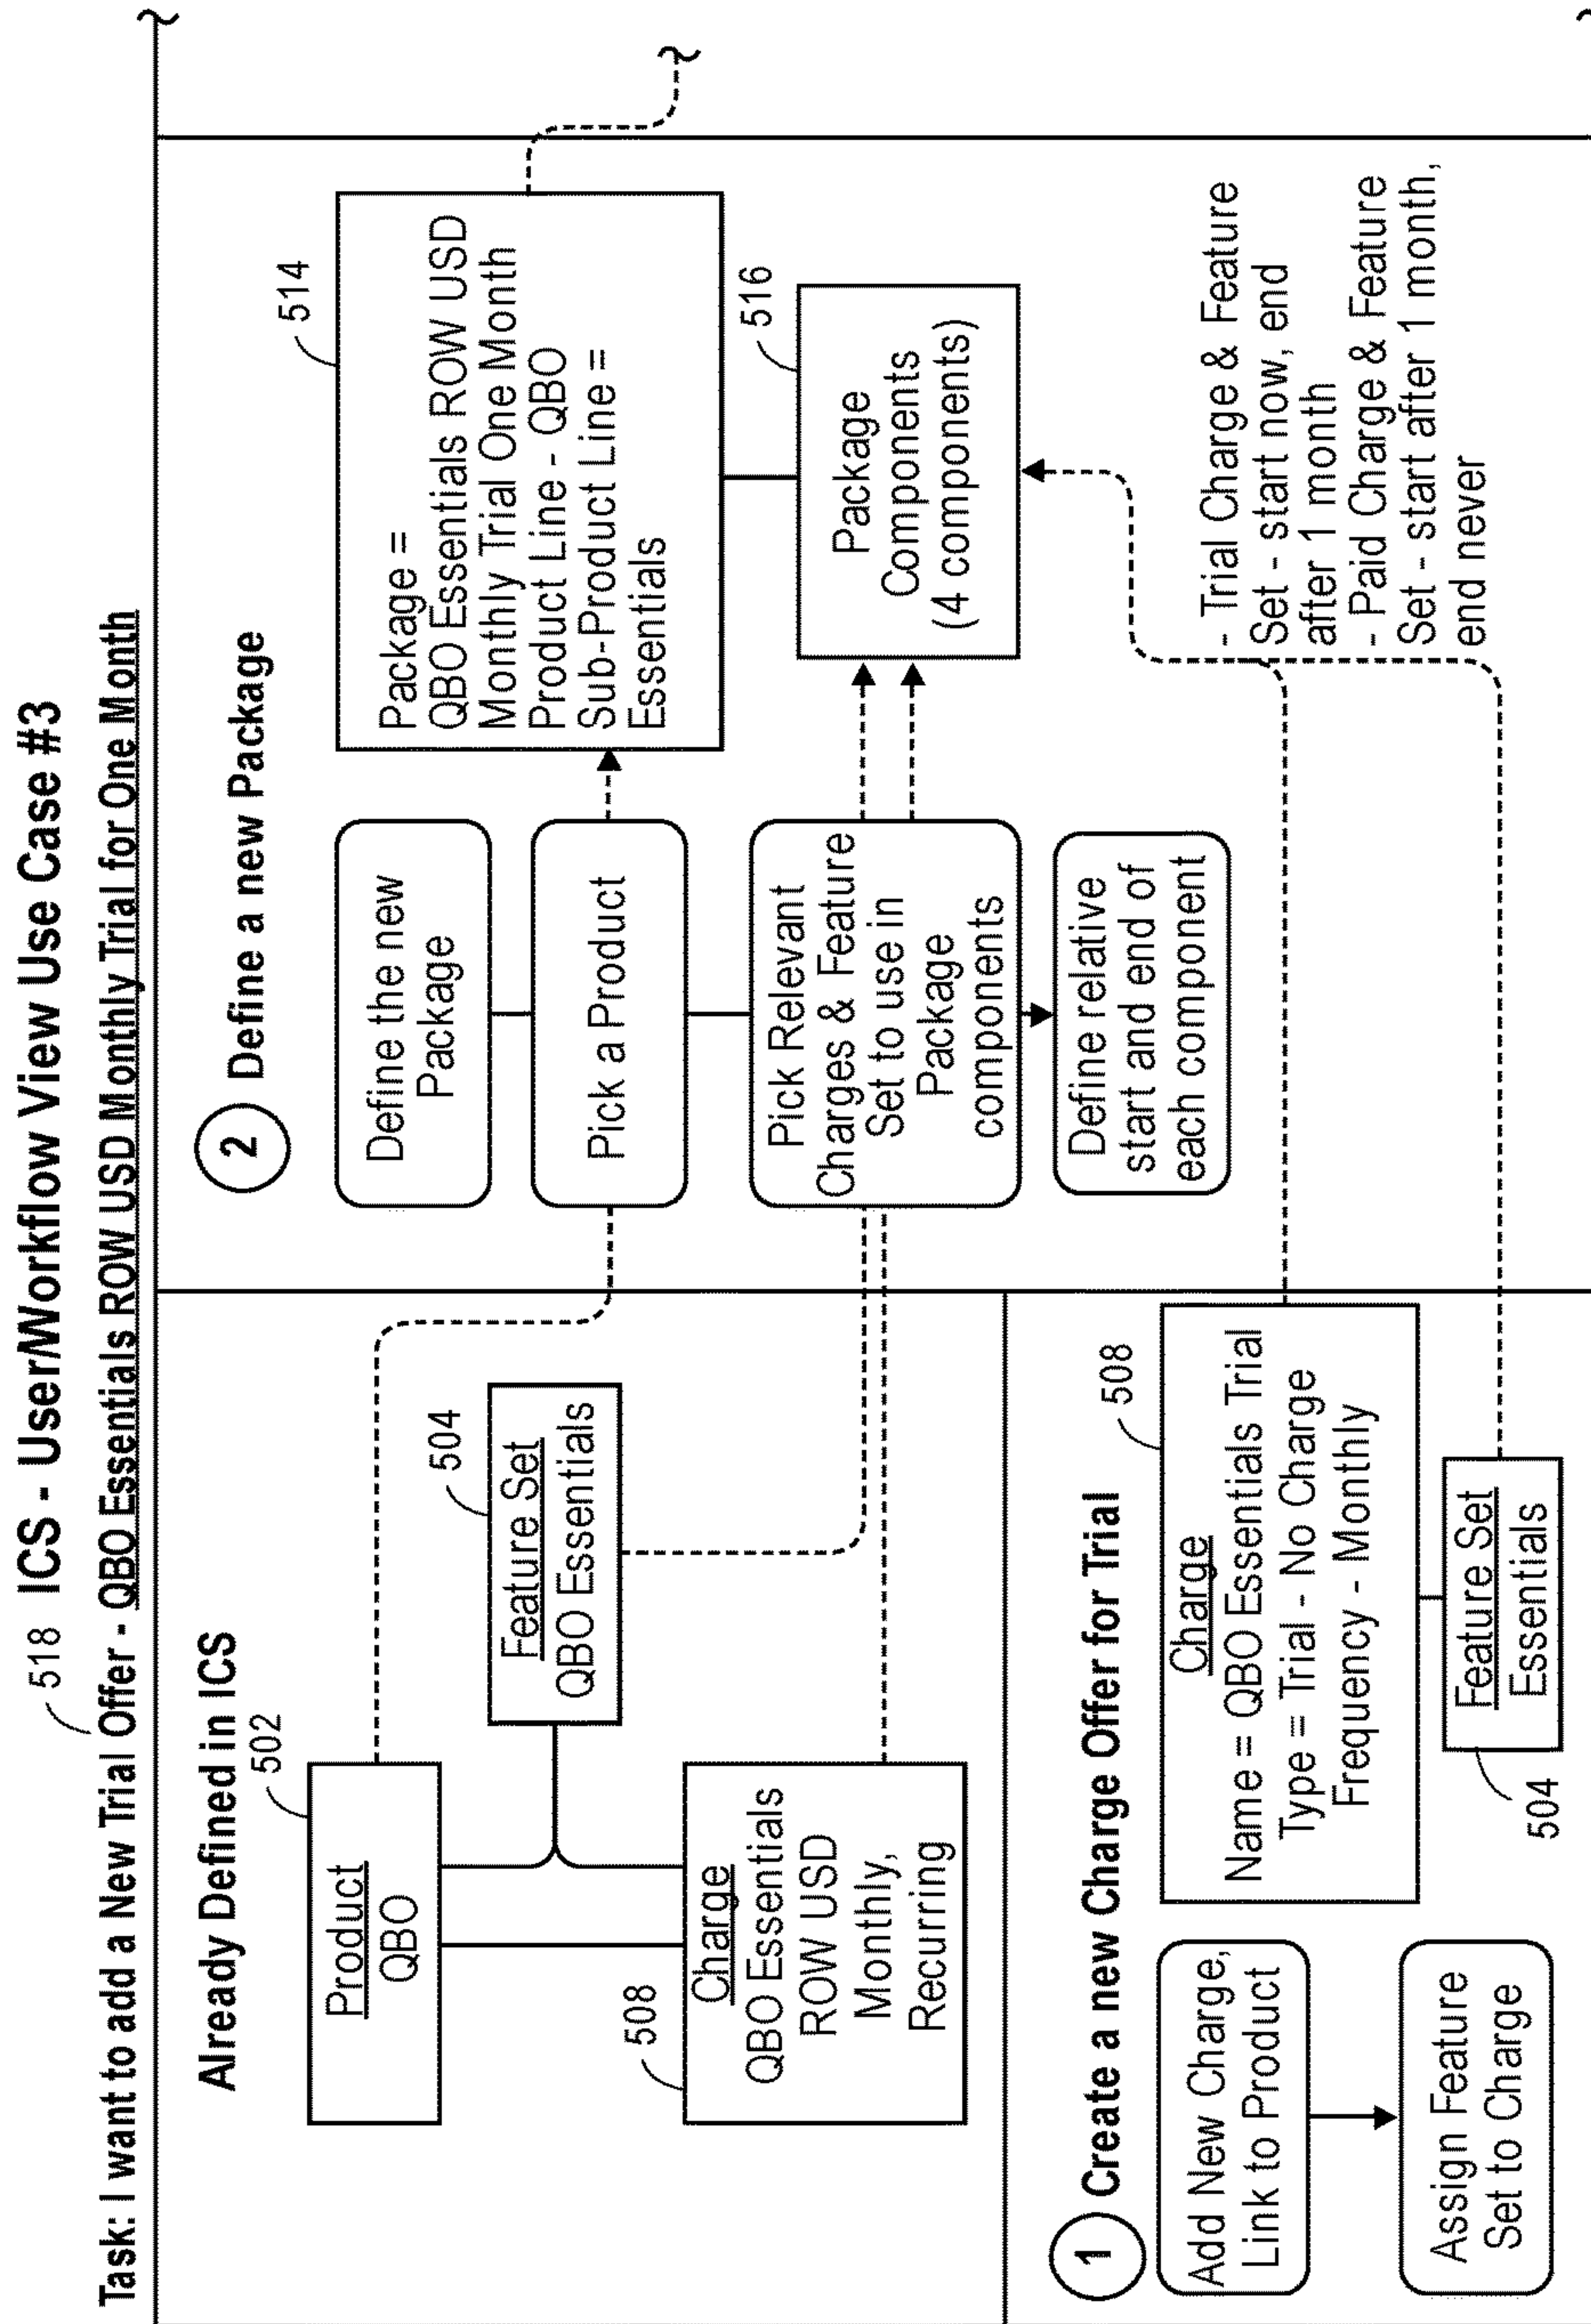 518 ICS - User/Workflow View Use Case #3
Task: I want to add a New Trial Offer - QBO Essentials ROW USD Monthly Trial for One Month
Already Defined in ICS
502
Product
QBO
504
Feature Set
QBO Essentials
508
Charge
QBO Essentials
ROW USD
Monthly,
Recurring
1 Create a new Charge Offer for Trial
Add New Charge,
Link to Product
Assign Feature
Set to Charge
508
Charge
Name = QBO Essentials Trial
Type = Trial - No Charge
Frequency - Monthly
Feature Set
Essentials
504
2 Define a new Package
Define the new
Package
Pick a Product
Pick Relevant
Charges & Feature
Set to use in
Package
components
Define relative
start and end of
each component
514
Package =
QBO Essentials ROW USD
Monthly Trial One Month
Product Line - QBO
Sub-Product Line =
Essentials
516
Package
Components
(4 components)
- Trial Charge & Feature
Set - start now, end
after 1 month
- Paid Charge & Feature
Set - start after 1 month,
end never